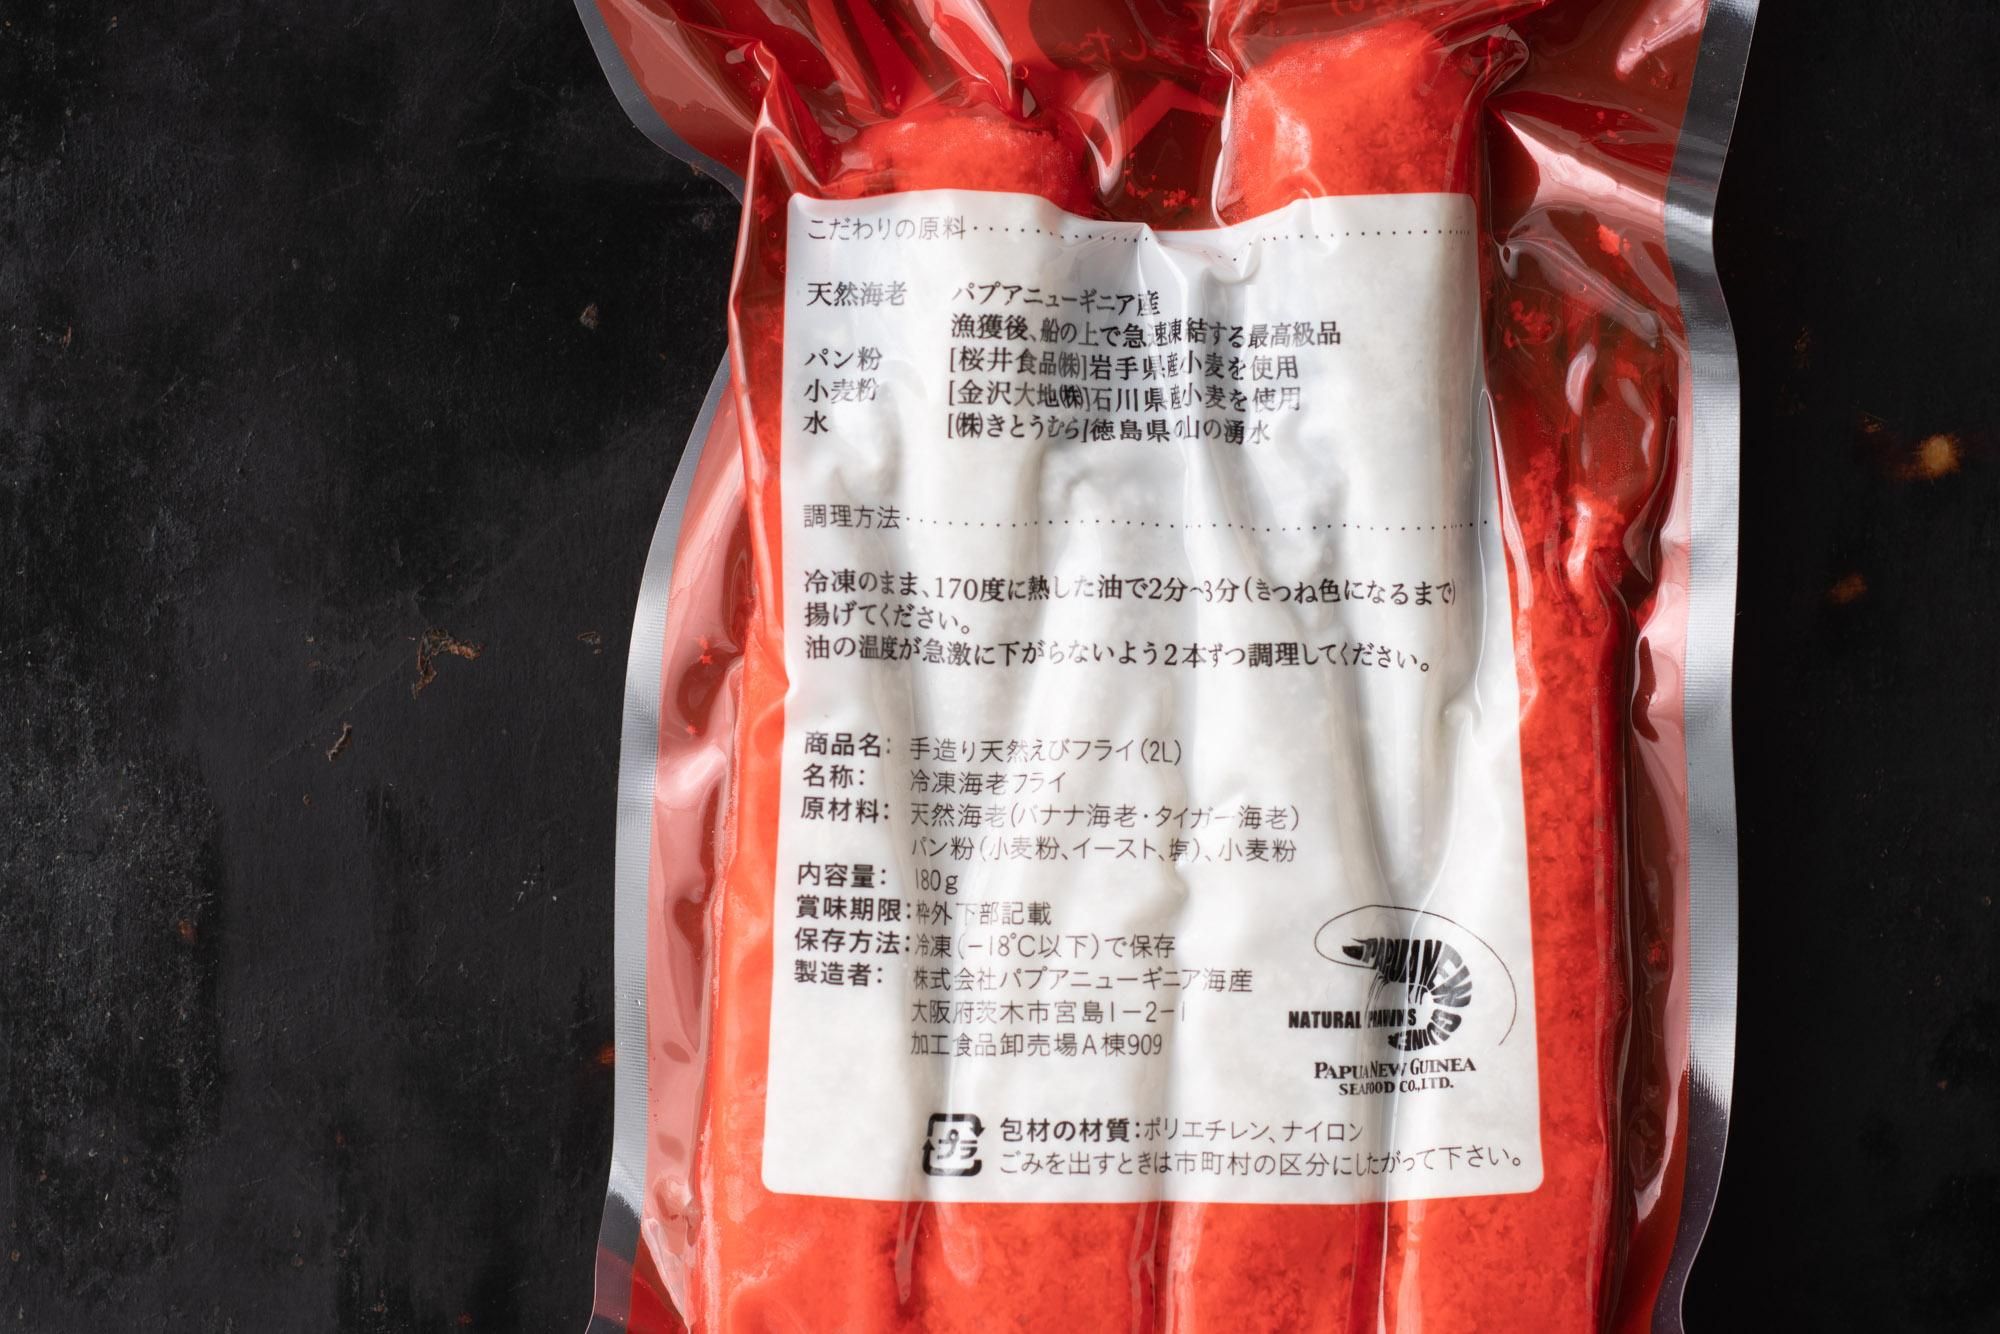 こだわりの原料
天然海老 パプアニューギニア産
漁獲後、船の上で急速凍結する最高級品
パン粉 [桜井食品㈱]岩手県産小麦を使用
小麦粉 [金沢大地㈱]石川県産小麦を使用
水 [㈱きとうむら]徳島県の山の湧水
調理方法
冷凍のまま、170度に熱した油で2分~3分(きつね色になるまで)
揚げてください。
油の温度が急激に下がらないよう2本ずつ調理してください。
商品名: 手造り天然えびフライ(2L)
名称: 冷凍海老フライ
原材料: 天然海老(バナナ海老・タイガー海老)
パン粉(小麦粉、イースト、塩)、小麦粉
内容量: 180g
賞味期限:枠外下部記載
保存方法:冷凍(-18℃以下)で保存
製造者: 株式会社パプアニューギニア海産
大阪府茨木市宮島1-2-1
加工食品卸売場A棟909
PAPUA NEW GUINEA
NATURAL PRAWNS
PAPUA NEW GUINEA
SEAFOOD CO.,LTD.
プラ 包材の材質:ポリエチレン、ナイロン
ごみを出すときは市町村の区分にしたがって下さい。